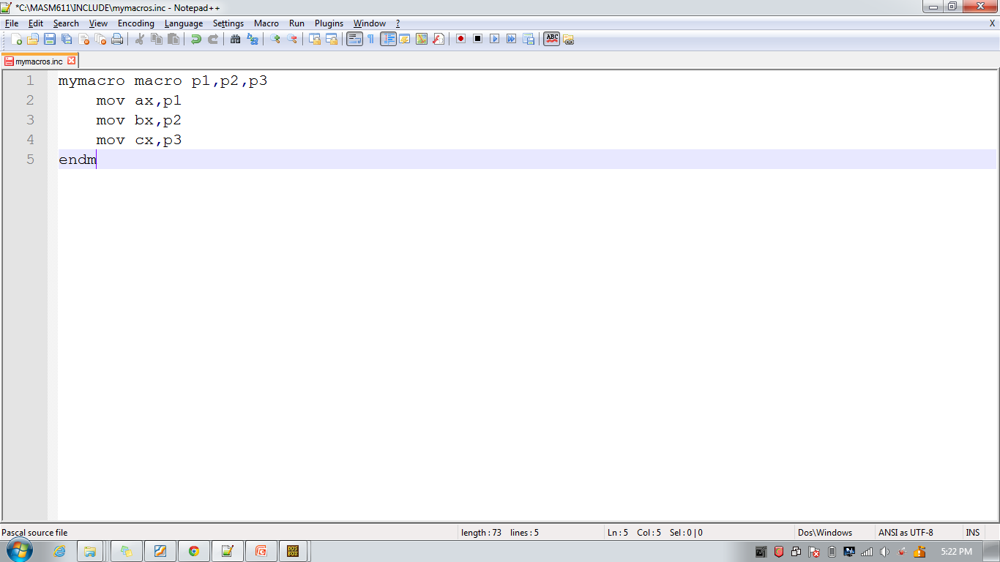 *C:\MASM611\INCLUDE\mymacros.inc - Notepad++
File Edit Search View Encoding Language Settings Macro Run Plugins Window ? X
ABC
mymacros.inc
1 mymacro macro p1,p2,p3
2     mov ax,p1
3     mov bx,p2
4     mov cx,p3
5 endm
Pascal source file length : 73 lines : 5 Ln : 5 Col : 5 Sel : 0 | 0 Dos\Windows ANSI as UTF-8 INS
DOS BOX 5:22 PM